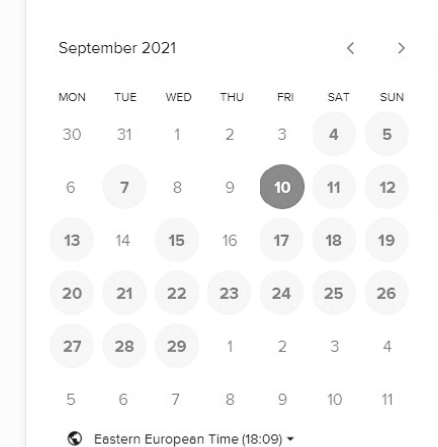 September 2021 < >
MON TUE WED THU FRI SAT SUN
30 31 1 2 3 4 5
6 7 8 9 10 11 12
13 14 15 16 17 18 19
20 21 22 23 24 25 26
27 28 29 1 2 3 4
5 6 7 8 9 10 11
Eastern European Time (18:09)